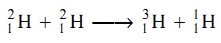 ²₁H + ²₁H ⟶ ³₁H + ¹₁H